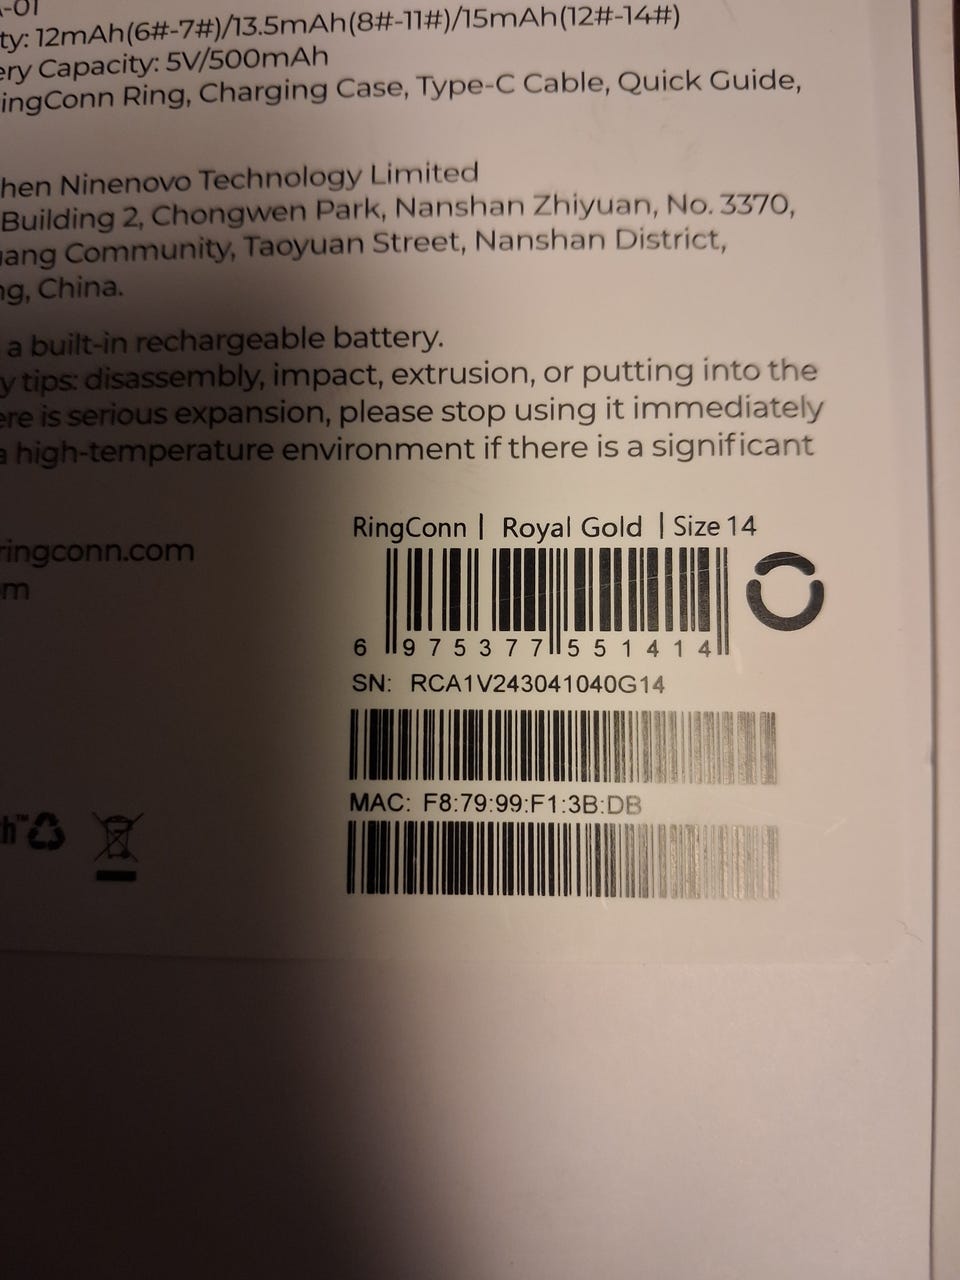 -01
ty: 12mAh(6#-7#)/13.5mAh(8#-11#)/15mAh(12#-14#)
ery Capacity: 5V/500mAh
ingConn Ring, Charging Case, Type-C Cable, Quick Guide,
hen Ninenovo Technology Limited
Building 2, Chongwen Park, Nanshan Zhiyuan, No. 3370,
ang Community, Taoyuan Street, Nanshan District,
ng, China.
a built-in rechargeable battery.
y tips: disassembly, impact, extrusion, or putting into the
ere is serious expansion, please stop using it immediately
a high-temperature environment if there is a significant
ringconn.com
m
RingConn | Royal Gold | Size 14
6 975377 551414
SN: RCA1V243041040G14
MAC: F8:79:99:F1:3B:DB
h™